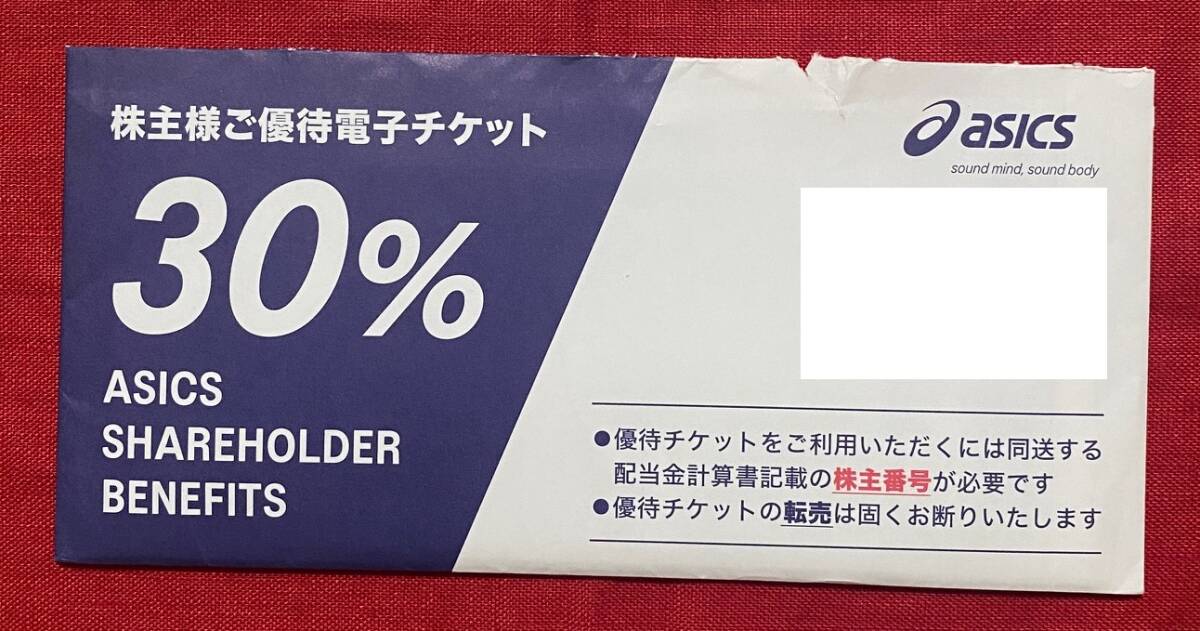 株主様ご優待電子チケット
30%
ASICS
SHAREHOLDER
BENEFITS
asics
sound mind, sound body
●優待チケットをご利用いただくには同送する
配当金計算書記載の株主番号が必要です
●優待チケットの転売は固くお断りいたします